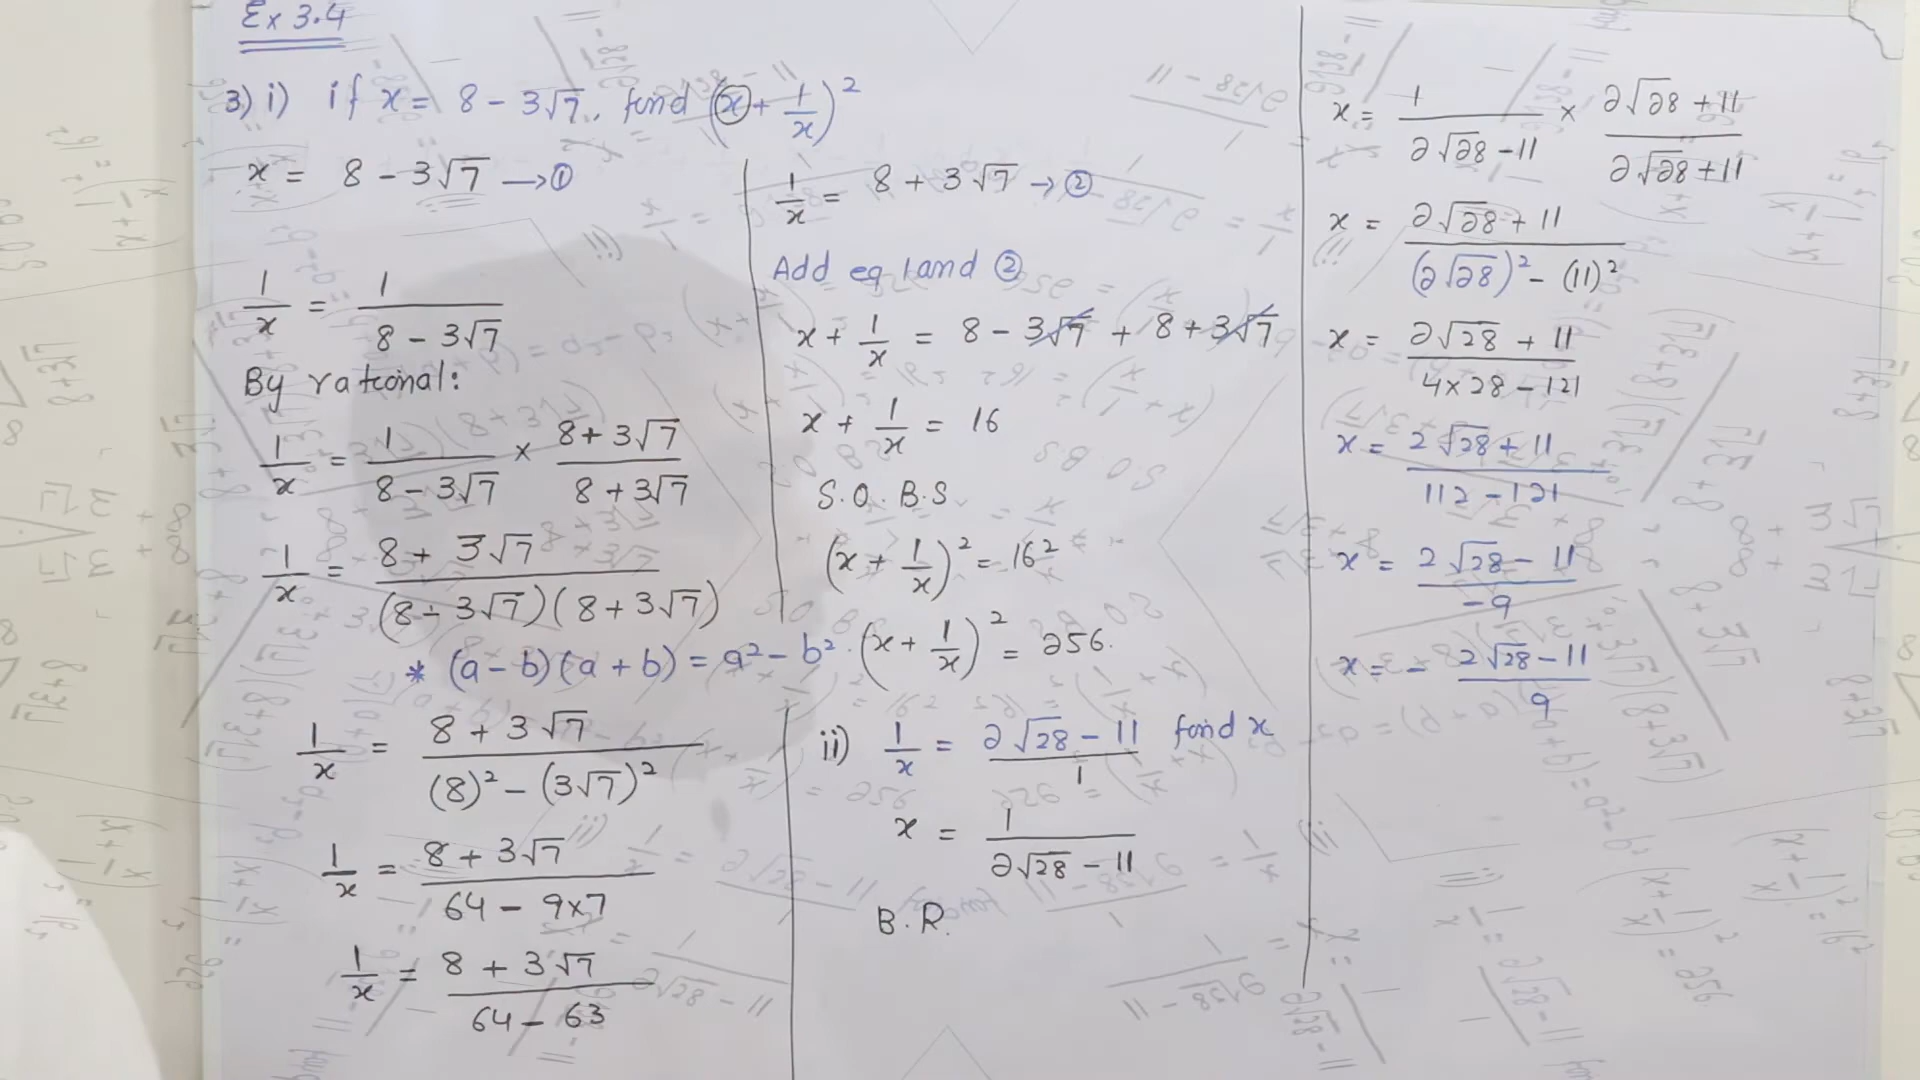 Ex 3.4
3) i) if x = 8 - 3√7, find (x + 1/x)²
x = 8 - 3√7 → ①
1/x = 1/(8 - 3√7)
By rational:
1/x = 1/(8 - 3√7) × (8 + 3√7)/(8 + 3√7)
1/x = (8 + 3√7)/((8 - 3√7)(8 + 3√7))
* (a - b)(a + b) = a² - b².
1/x = (8 + 3√7)/((8)² - (3√7)²)
1/x = (8 + 3√7)/(64 - 9×7)
1/x = (8 + 3√7)/(64 - 63)
1/x = 8 + 3√7 → ②
Add eq 1 and ②
x + 1/x = 8 - 3√7 + 8 + 3√7
x + 1/x = 16
S.O.B.S
(x + 1/x)² = 16²
(x + 1/x)² = 256.
ii) 1/x = (2√28 - 11)/1 find x
x = 1/(2√28 - 11)
B.R.
x = 1/(2√28 - 11) × (2√28 + 11)/(2√28 + 11)
x = (2√28 + 11)/((2√28)² - (11)²)
x = (2√28 + 11)/(4×28 - 121)
x = (2√28 + 11)/(112 - 121)
x = (2√28 - 11)/-9
x = - (2√28 - 11)/9